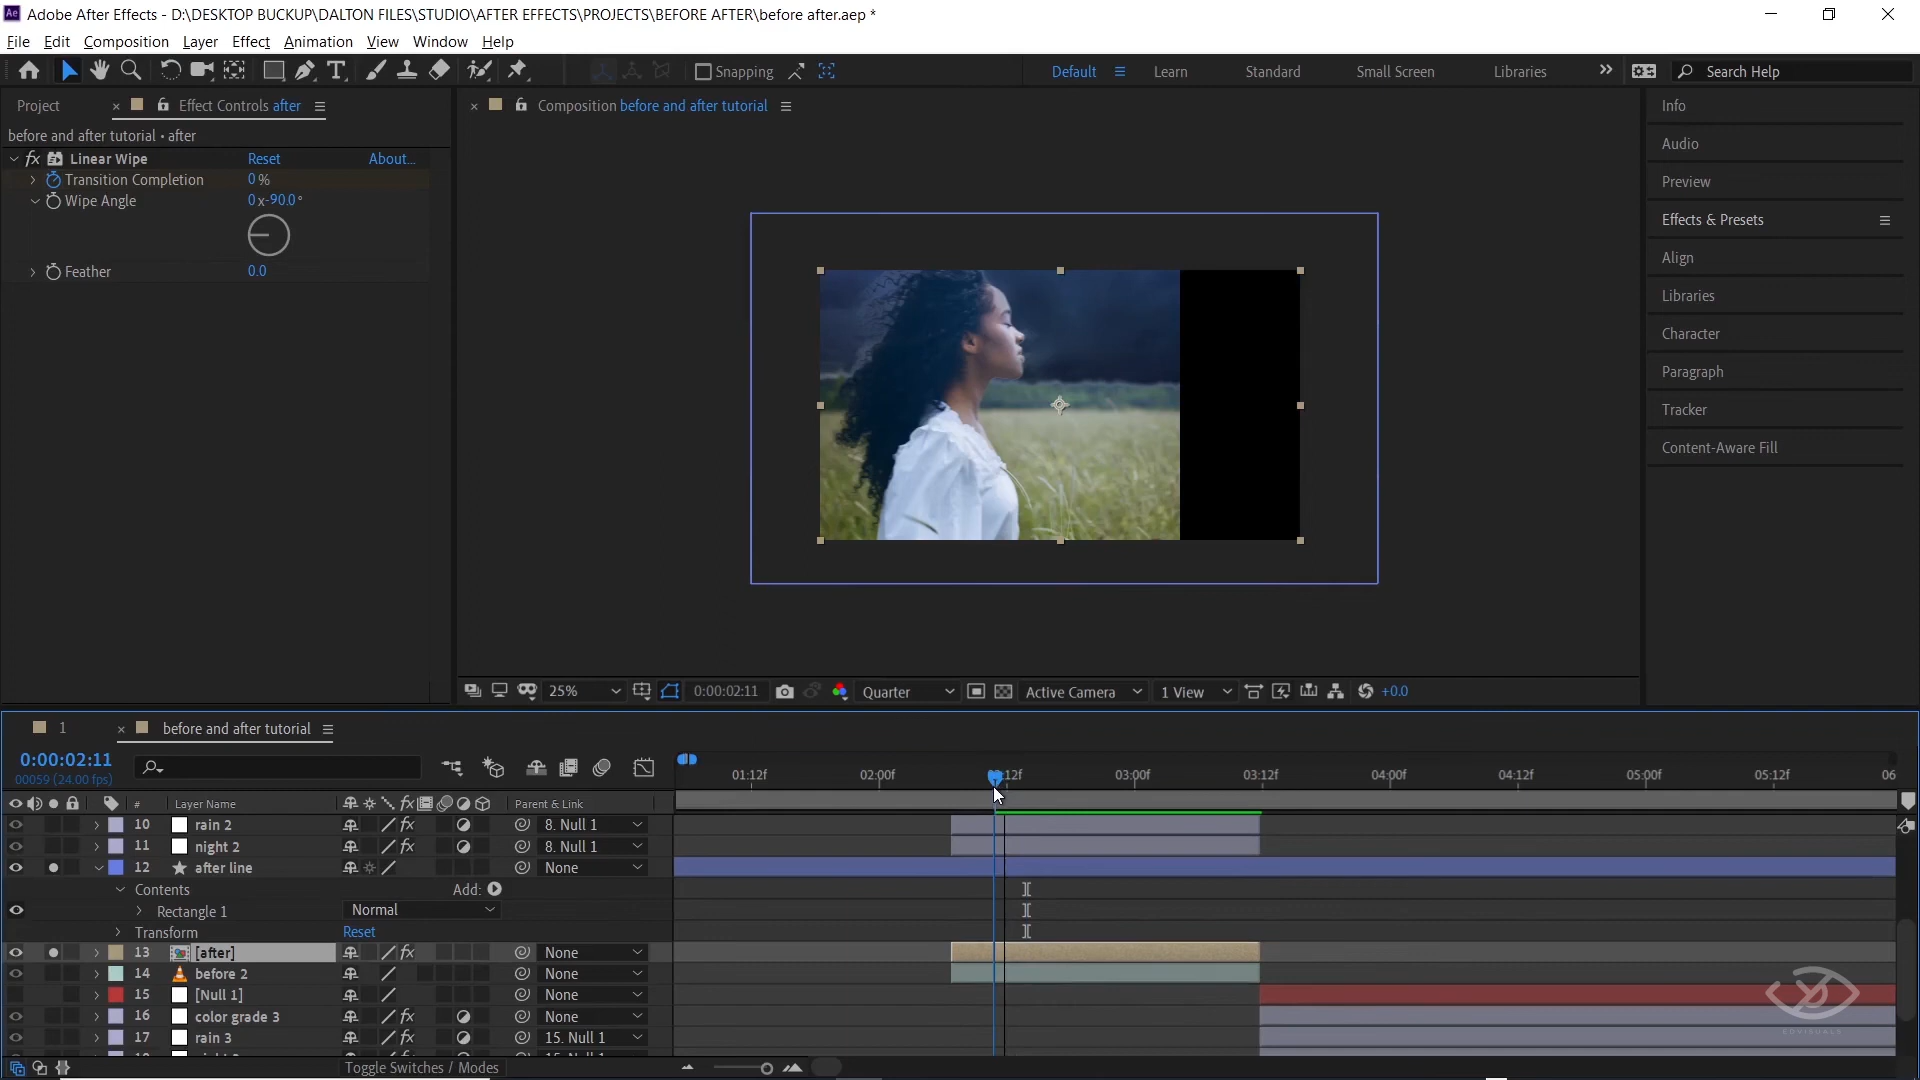 Adobe After Effects - D:\DESKTOP BUCKUP\DALTON FILES\STUDIO\AFTER EFFECTS\PROJECTS\BEFORE AFTER\before after.aep *
File Edit Composition Layer Effect Animation View Window Help
Snapping Default Learn Standard Small Screen Libraries Search Help
Project Effect Controls after Composition before and after tutorial Info
before and after tutorial • after
Audio
fx Linear Wipe Reset About...
Transition Completion 0 %
Preview
Wipe Angle 0 x-90.0 °
Effects & Presets
Align
Feather 0.0
Libraries
Character
Paragraph
Tracker
Content-Aware Fill
25% 0:00:02:11 Quarter Active Camera 1 View +0.0
1 before and after tutorial
0:00:02:11
00059 (24.00 fps)
01:12f 02:00f 02:12f 03:00f 03:12f 04:00f 04:12f 05:00f 05:12f 06
# Layer Name fx Parent & Link
10 rain 2 fx 8. Null 1
11 night 2 fx 8. Null 1
12 after line None
Contents Add:
Rectangle 1 Normal
Transform Reset
13 [after] fx None
14 before 2 None
15 [Null 1] None
16 color grade 3 fx None
17 rain 3 fx 15. Null 1
Toggle Switches / Modes
EDVISUALS